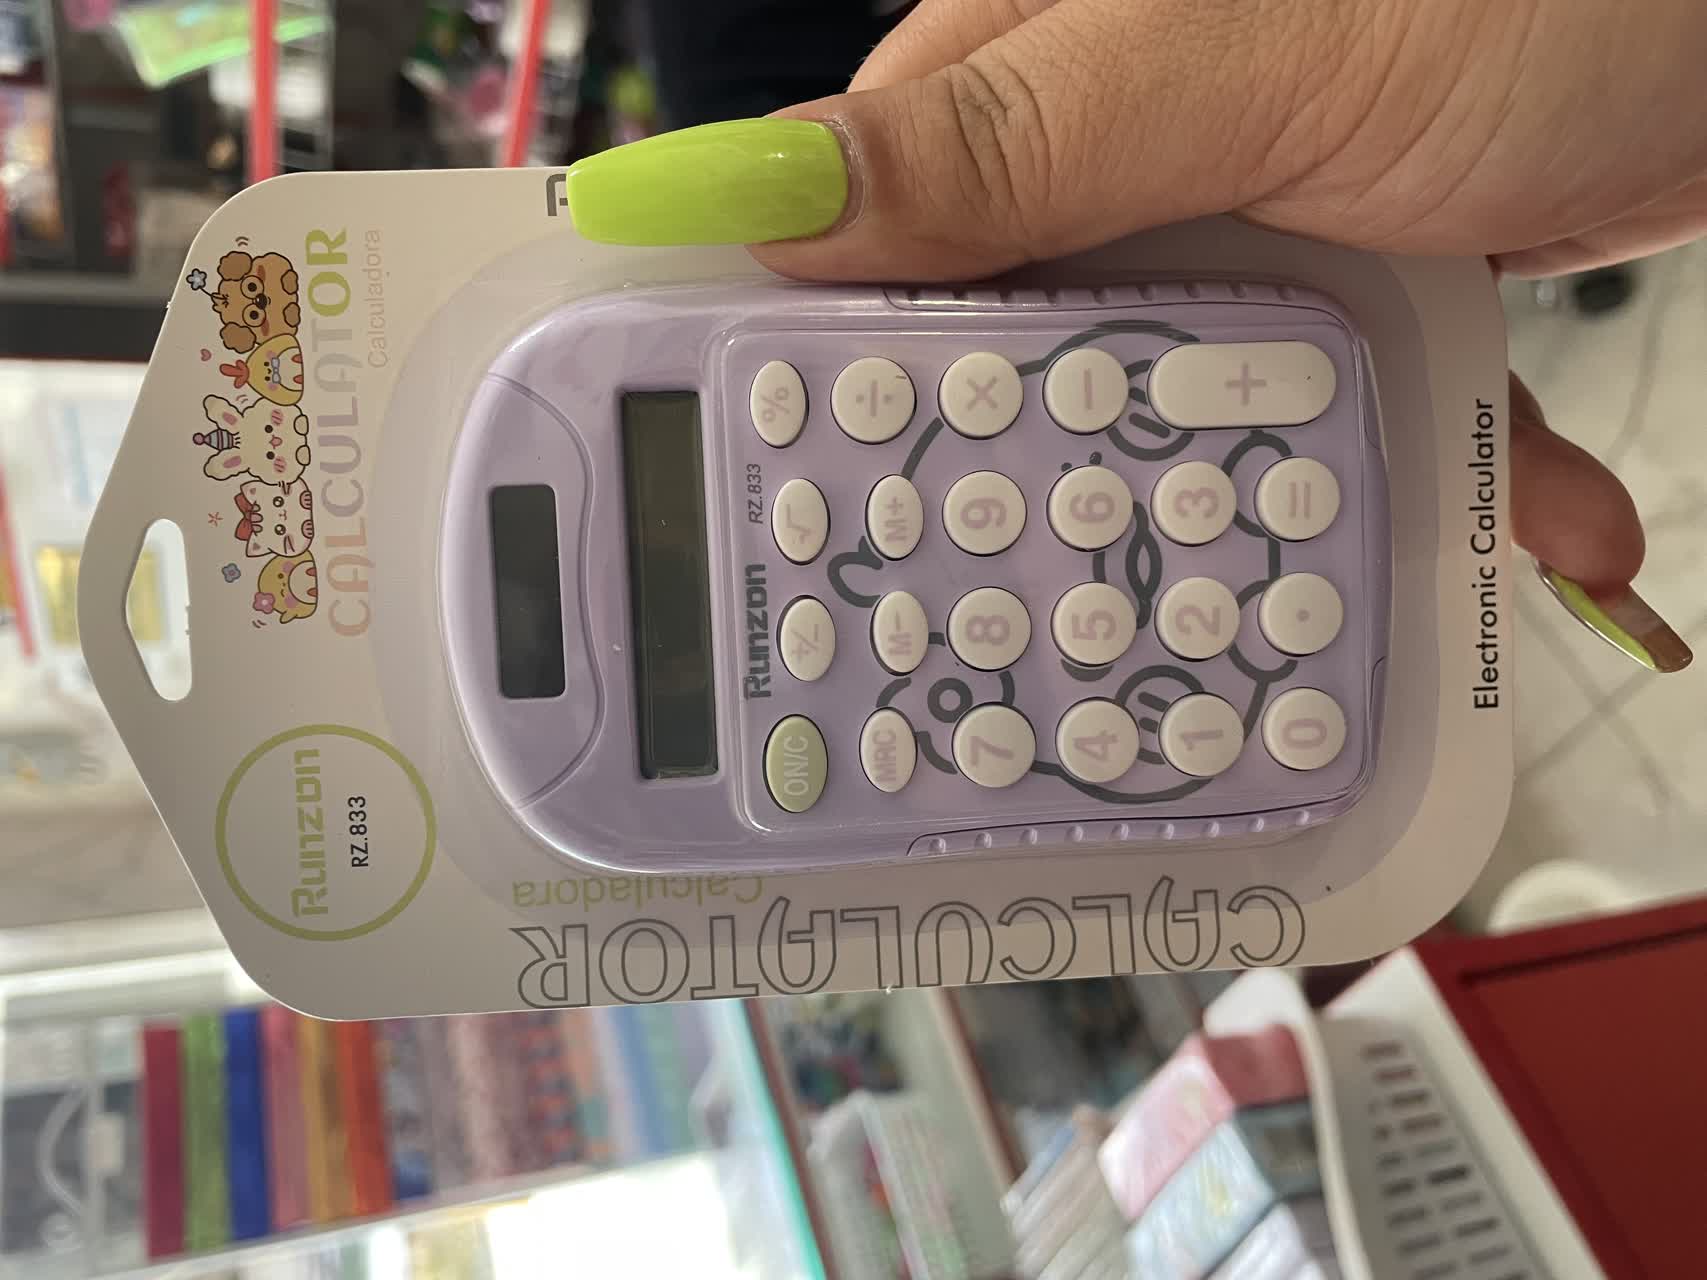 Runzon
RZ.833
CALCULATOR
Calculadora
CALCULATOR
Calculadora
Runzon RZ.833
ON/C +/- √ %
MRC M- M+ ÷
7 8 9 ×
4 5 6 −
1 2 3 +
0 . =
Electronic Calculator